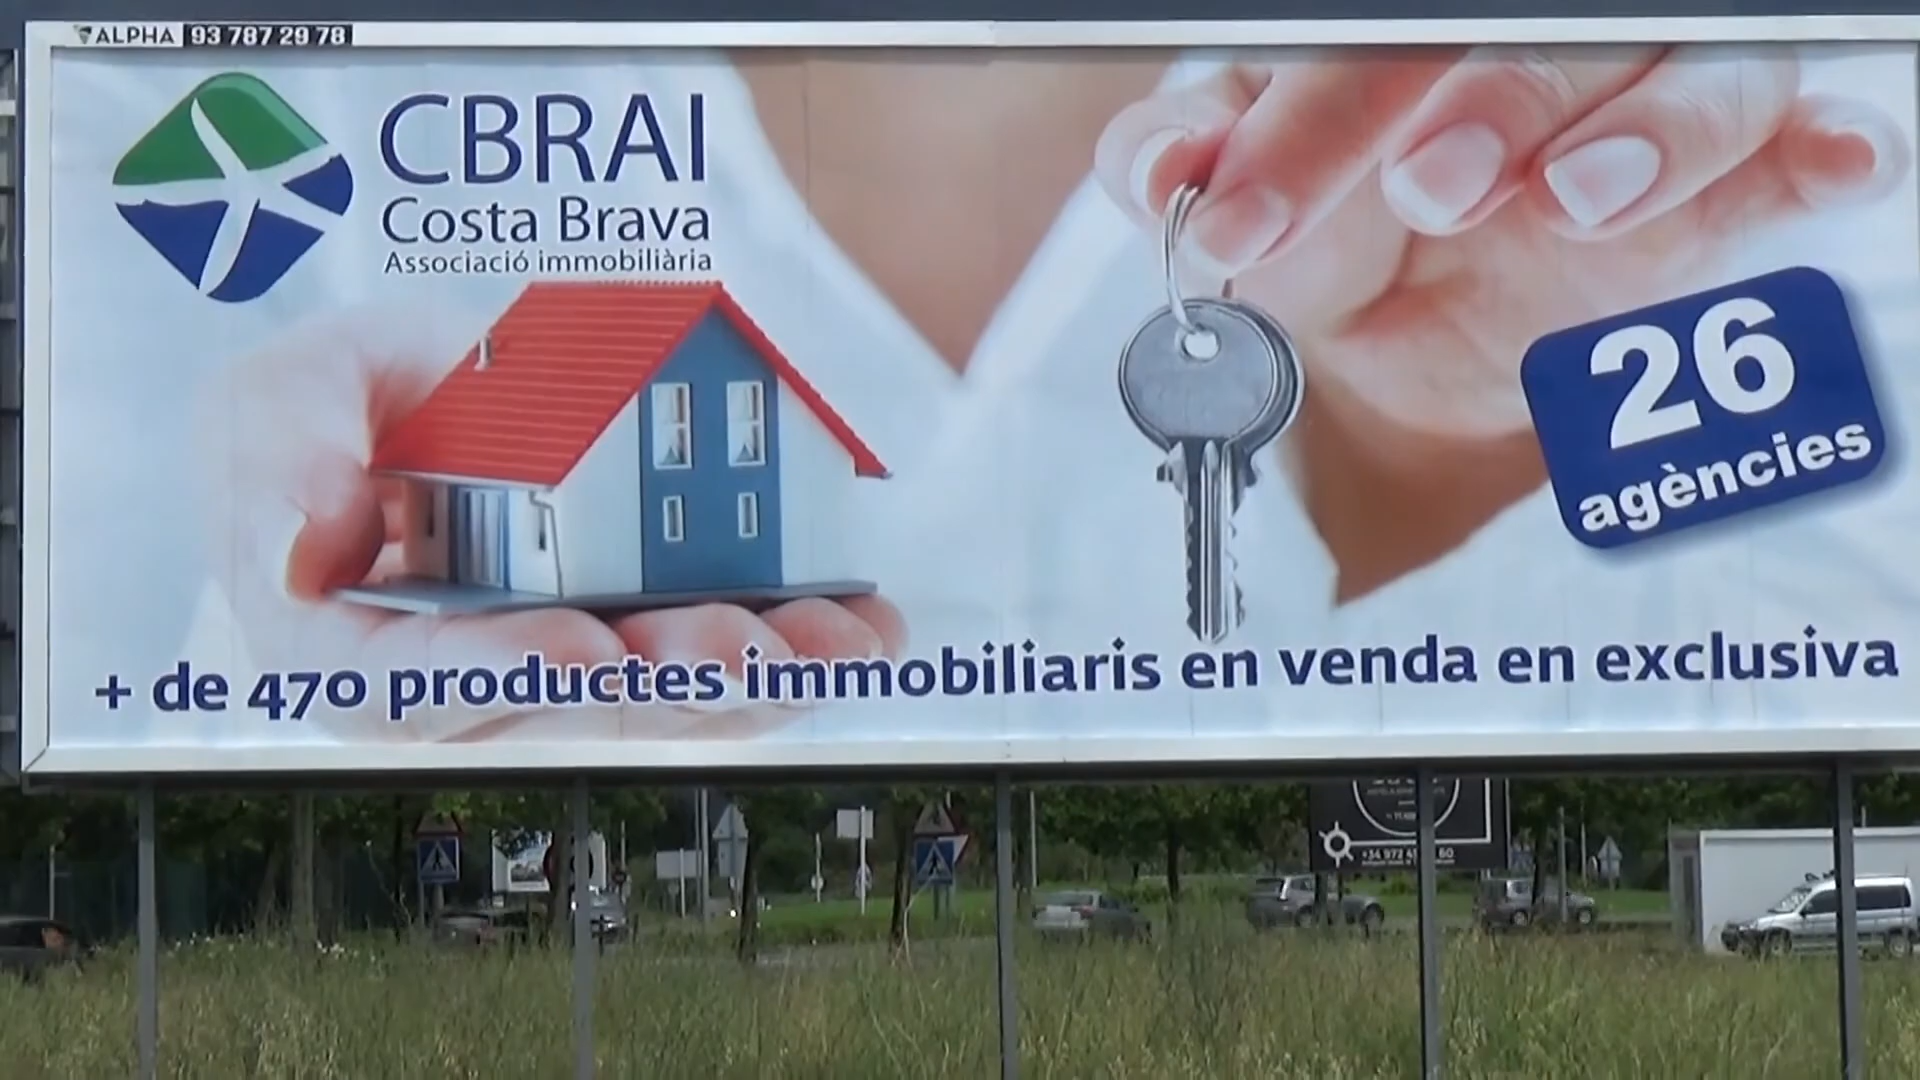 ALPHA 93 787 29 78
CBRAI
Costa Brava
Associació immobiliària
26
agències
+ de 470 productes immobiliaris en venda en exclusiva